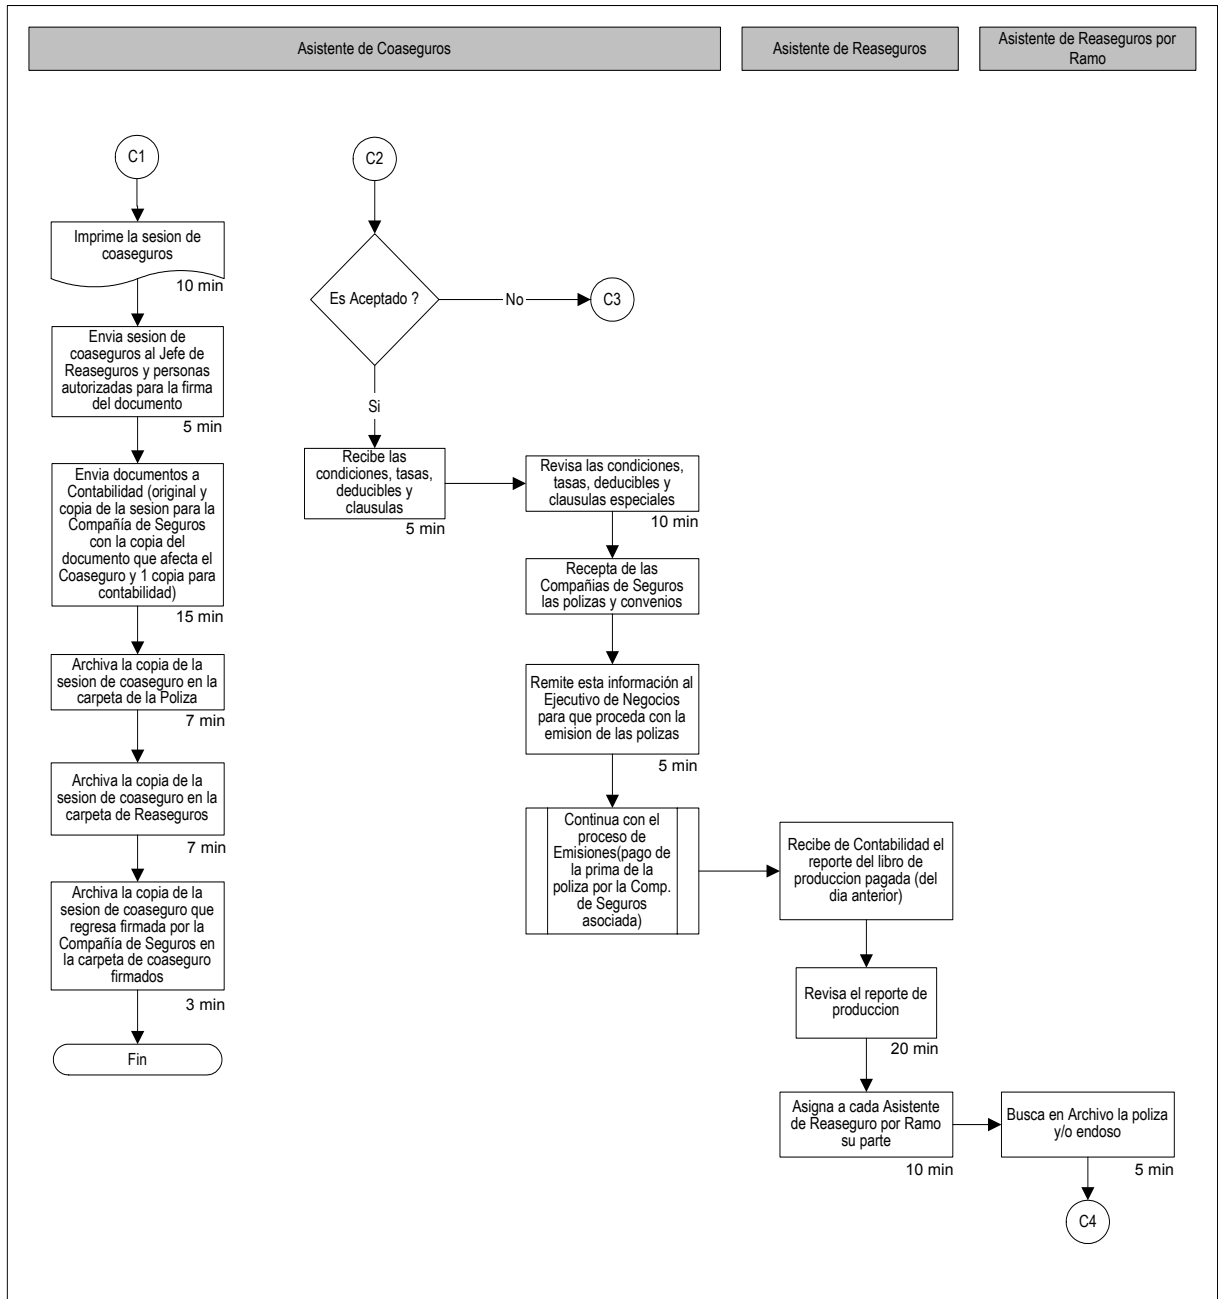 Asistente de Coaseguros
Asistente de Reaseguros
Asistente de Reaseguros por
Ramo
C1
Imprime la sesion de
coaseguros
10 min
Envia sesion de
coaseguros al Jefe de
Reaseguros y personas
autorizadas para la firma
del documento
5 min
Envia documentos a
Contabilidad (original y
copia de la sesion para la
Compañía de Seguros
con la copia del
documento que afecta el
Coaseguro y 1 copia para
contabilidad)
15 min
Archiva la copia de la
sesion de coaseguro en la
carpeta de la Poliza
7 min
Archiva la copia de la
sesion de coaseguro en la
carpeta de Reaseguros
7 min
Archiva la copia de la
sesion de coaseguro que
regresa firmada por la
Compañía de Seguros en
la carpeta de coaseguro
firmados
3 min
Fin
C2
Es Aceptado ?
No
C3
Si
Recibe las
condiciones, tasas,
deducibles y
clausulas
5 min
Revisa las condiciones,
tasas, deducibles y
clausulas especiales
10 min
Recepta de las
Compañias de Seguros
las polizas y convenios
Remite esta información al
Ejecutivo de Negocios
para que proceda con la
emision de las polizas
5 min
Continua con el
proceso de
Emisiones(pago de
la prima de la
poliza por la Comp.
de Seguros
asociada)
Recibe de Contabilidad el
reporte del libro de
produccion pagada (del
dia anterior)
Revisa el reporte de
produccion
20 min
Asigna a cada Asistente
de Reaseguro por Ramo
su parte
10 min
Busca en Archivo la poliza
y/o endoso
5 min
C4